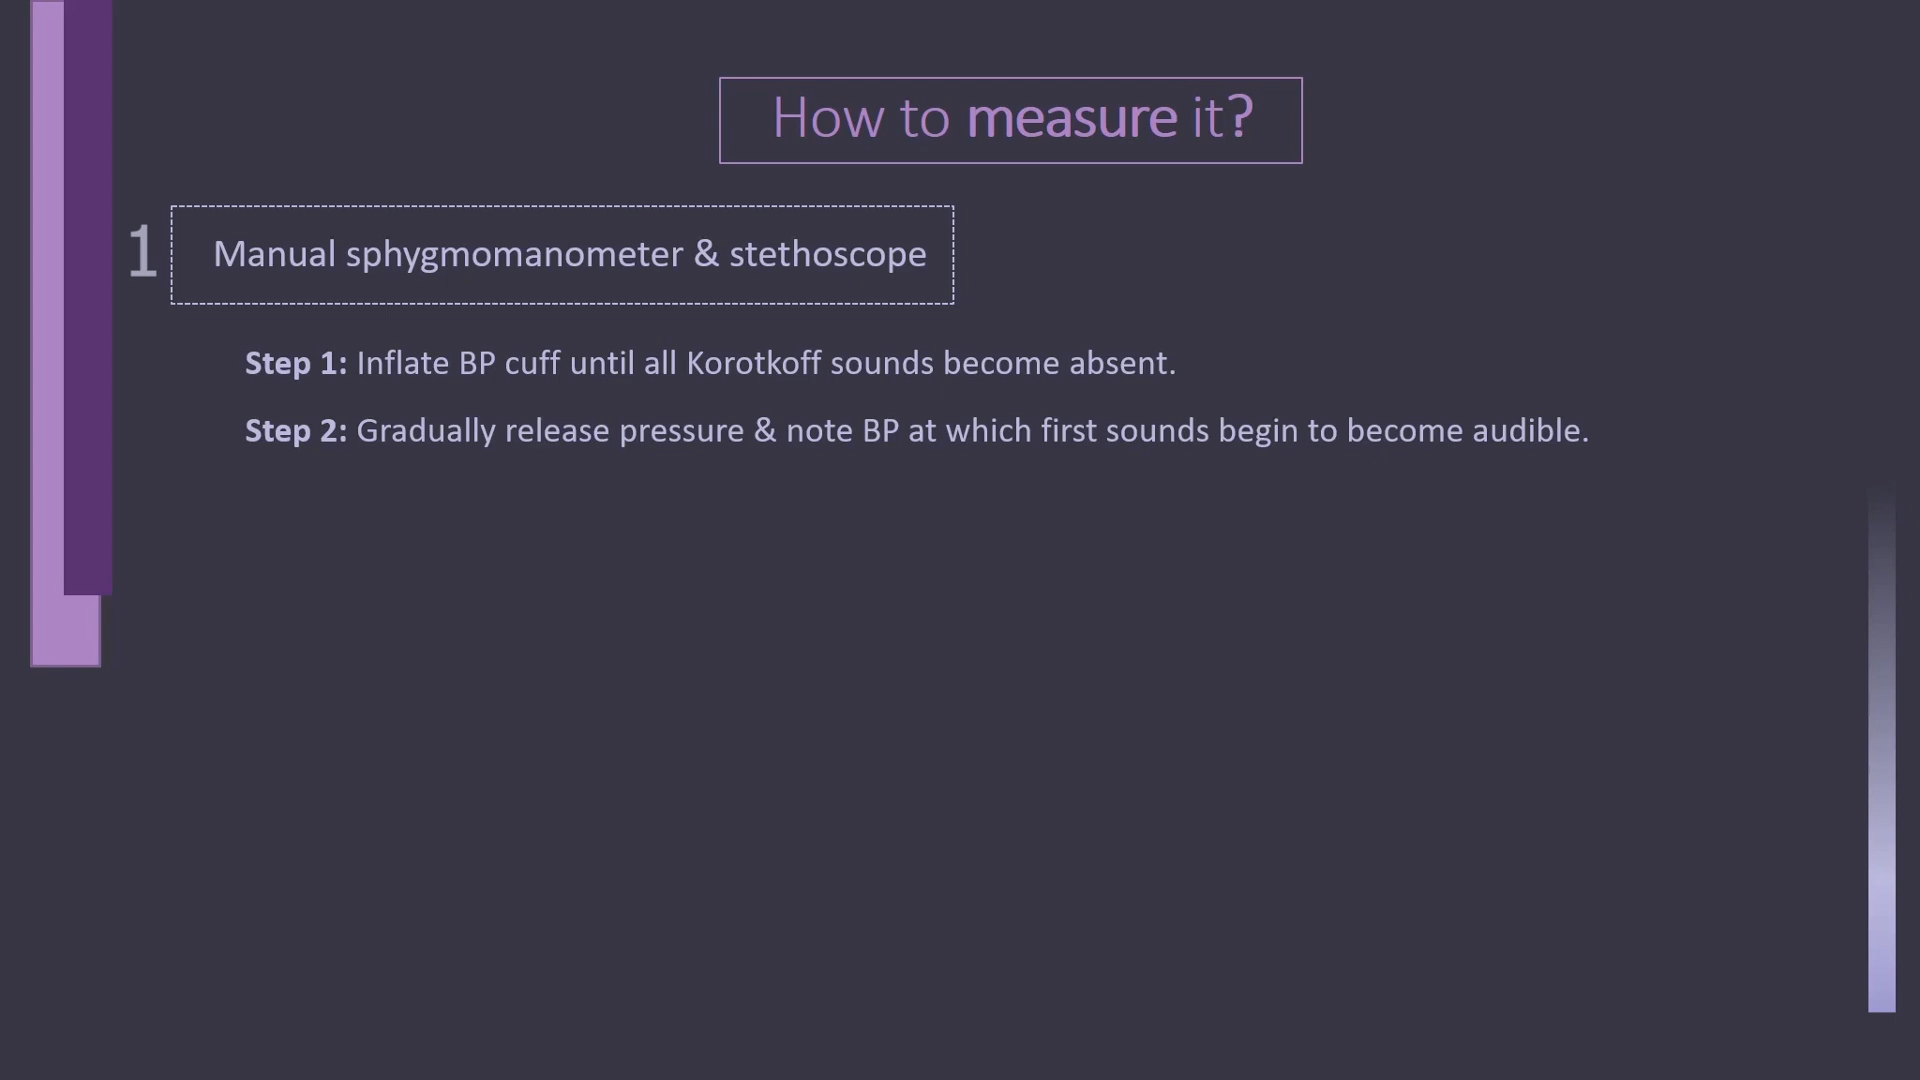 How to measure it?
1
Manual sphygmomanometer & stethoscope
Step 1: Inflate BP cuff until all Korotkoff sounds become absent.
Step 2: Gradually release pressure & note BP at which first sounds begin to become audible.